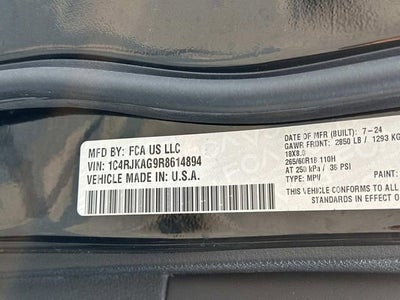 MFD BY: FCA US LLC
VIN: 1C4RJKAG9R8614894
VEHICLE MADE IN: U.S.A.
DATE OF MFR (BUILT): 7-24
GAWR FRONT: 2850 LB / 1293 KG
18X8.0
265/60R18 110H
AT 250 kPa / 36 PSI
TYPE: MPV
PAINT:
THIS VEHICLE CONFORMS TO ALL
STANDARDS IN EFFECT